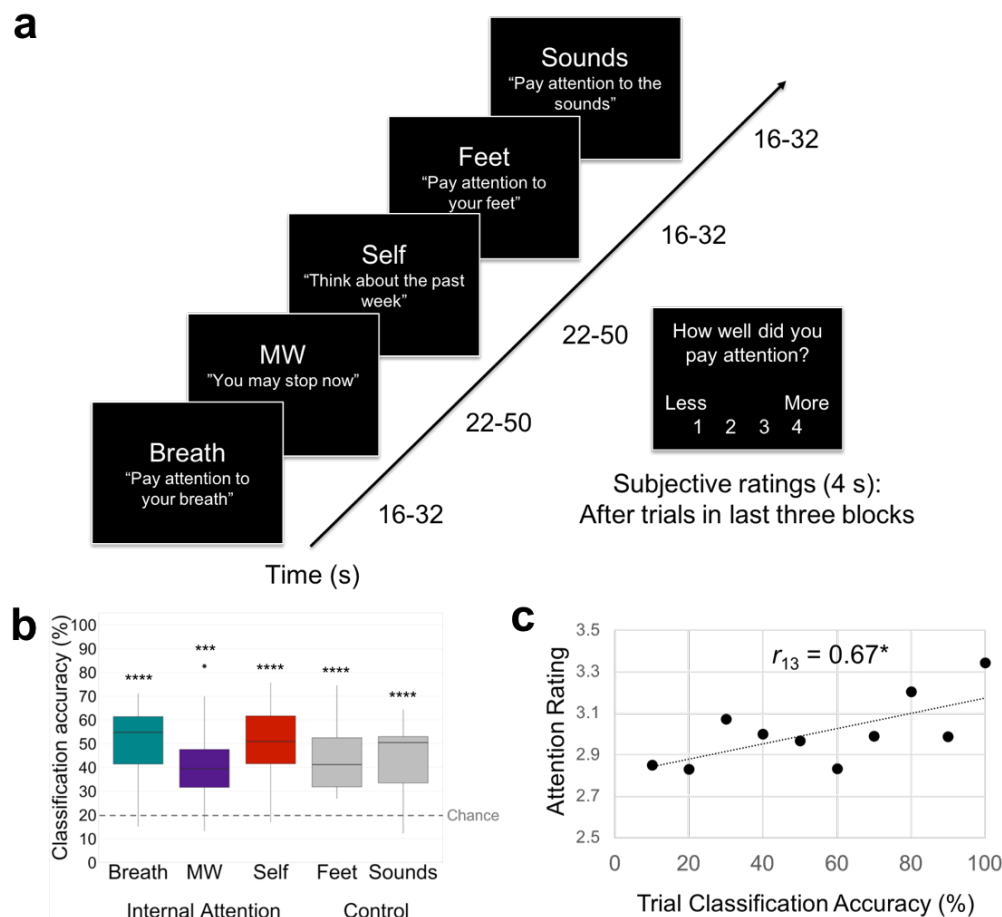 a
Sounds
“Pay attention to the
sounds”
16-32
Feet
“Pay attention to
your feet”
16-32
Self
“Think about the past
week”
22-50
MW
”You may stop now”
22-50
Breath
“Pay attention to
your breath”
16-32
Time (s)
How well did you
pay attention?
Less More
1 2 3 4
Subjective ratings (4 s):
After trials in last three blocks
b
Classification accuracy (%)
100
90
80
70
60
50
40
30
20
10
0
****
***
****
****
****
Chance
Breath MW Self Feet Sounds
Internal Attention Control
c
Attention Rating
3.5
3.3
3.1
2.9
2.7
2.5
r13 = 0.67*
0 20 40 60 80 100
Trial Classification Accuracy (%)